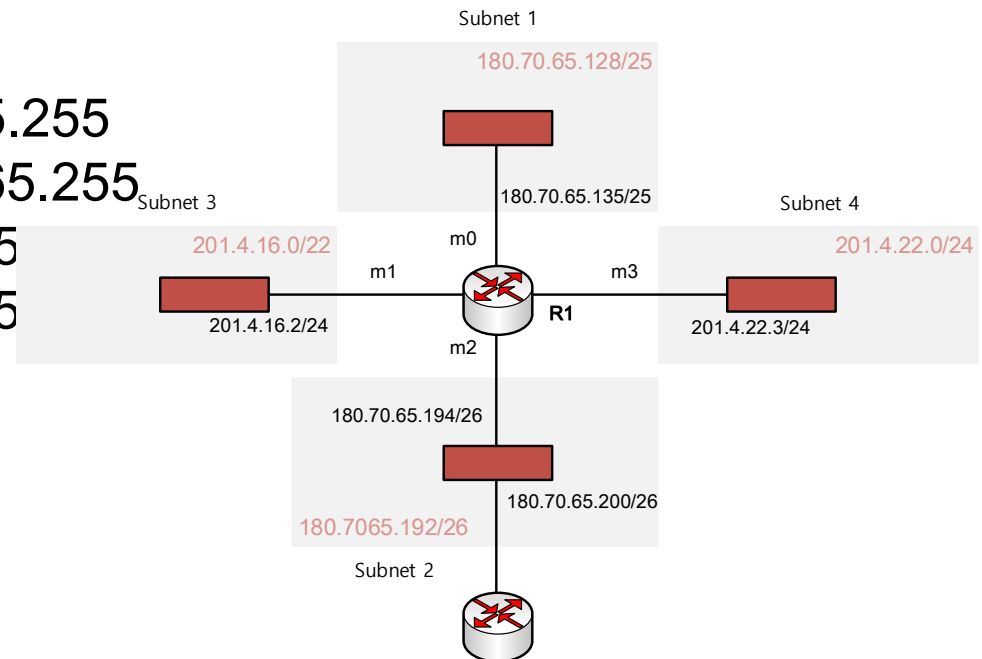 Subnet 1
180.70.65.128/25
5.255
65.255
5
5
180.70.65.135/25
Subnet 3
201.4.16.0/22
201.4.16.2/24
m0
m1
m3
R1
m2
Subnet 4
201.4.22.0/24
201.4.22.3/24
180.70.65.194/26
180.70.65.200/26
180.7065.192/26
Subnet 2